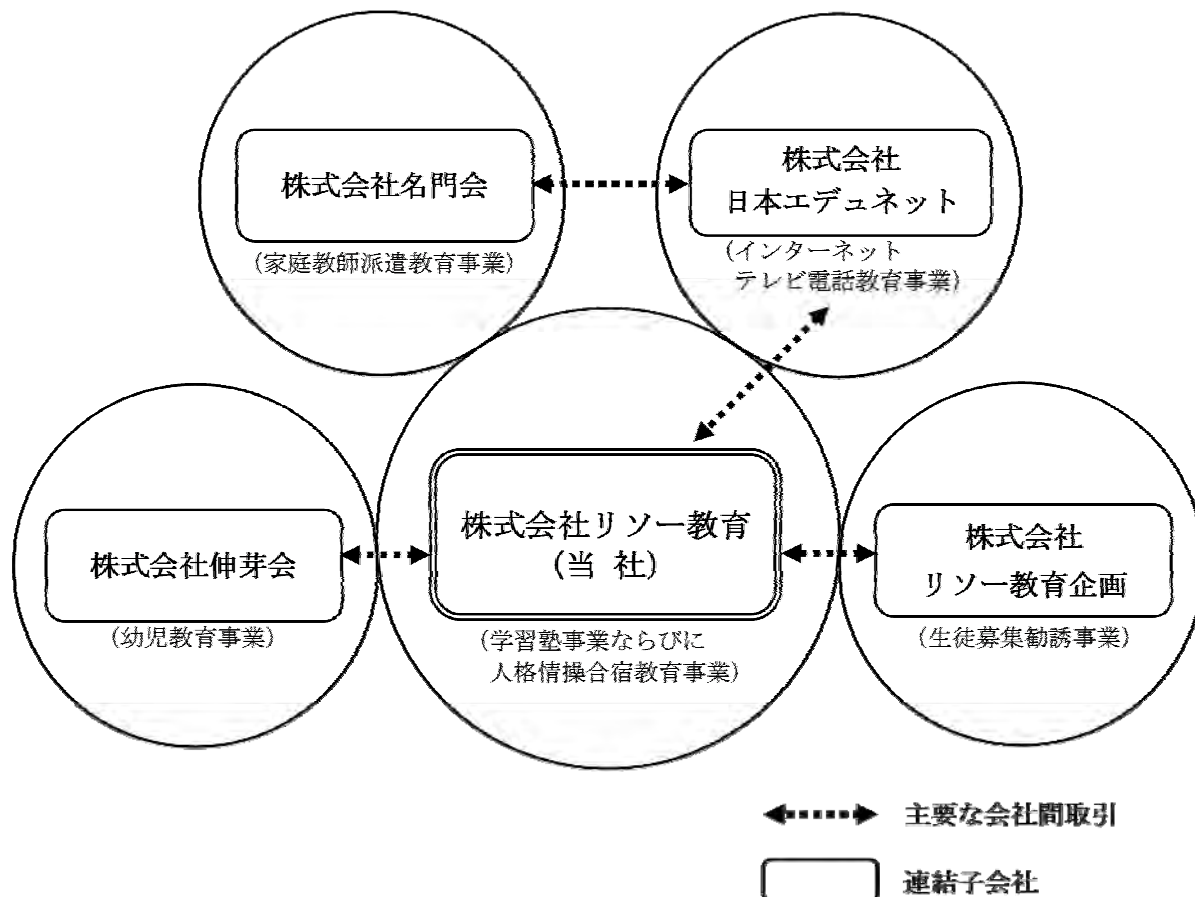 株式会社名門会
(家庭教師派遣教育事業)
株式会社
日本エデュネット
(インターネット
テレビ電話教育事業)
株式会社伸芽会
(幼児教育事業)
株式会社リソー教育
(当 社)
(学習塾事業ならびに
人格情操合宿教育事業)
株式会社
リソー教育企画
(生徒募集勧誘事業)
主要な会社間取引
連結子会社